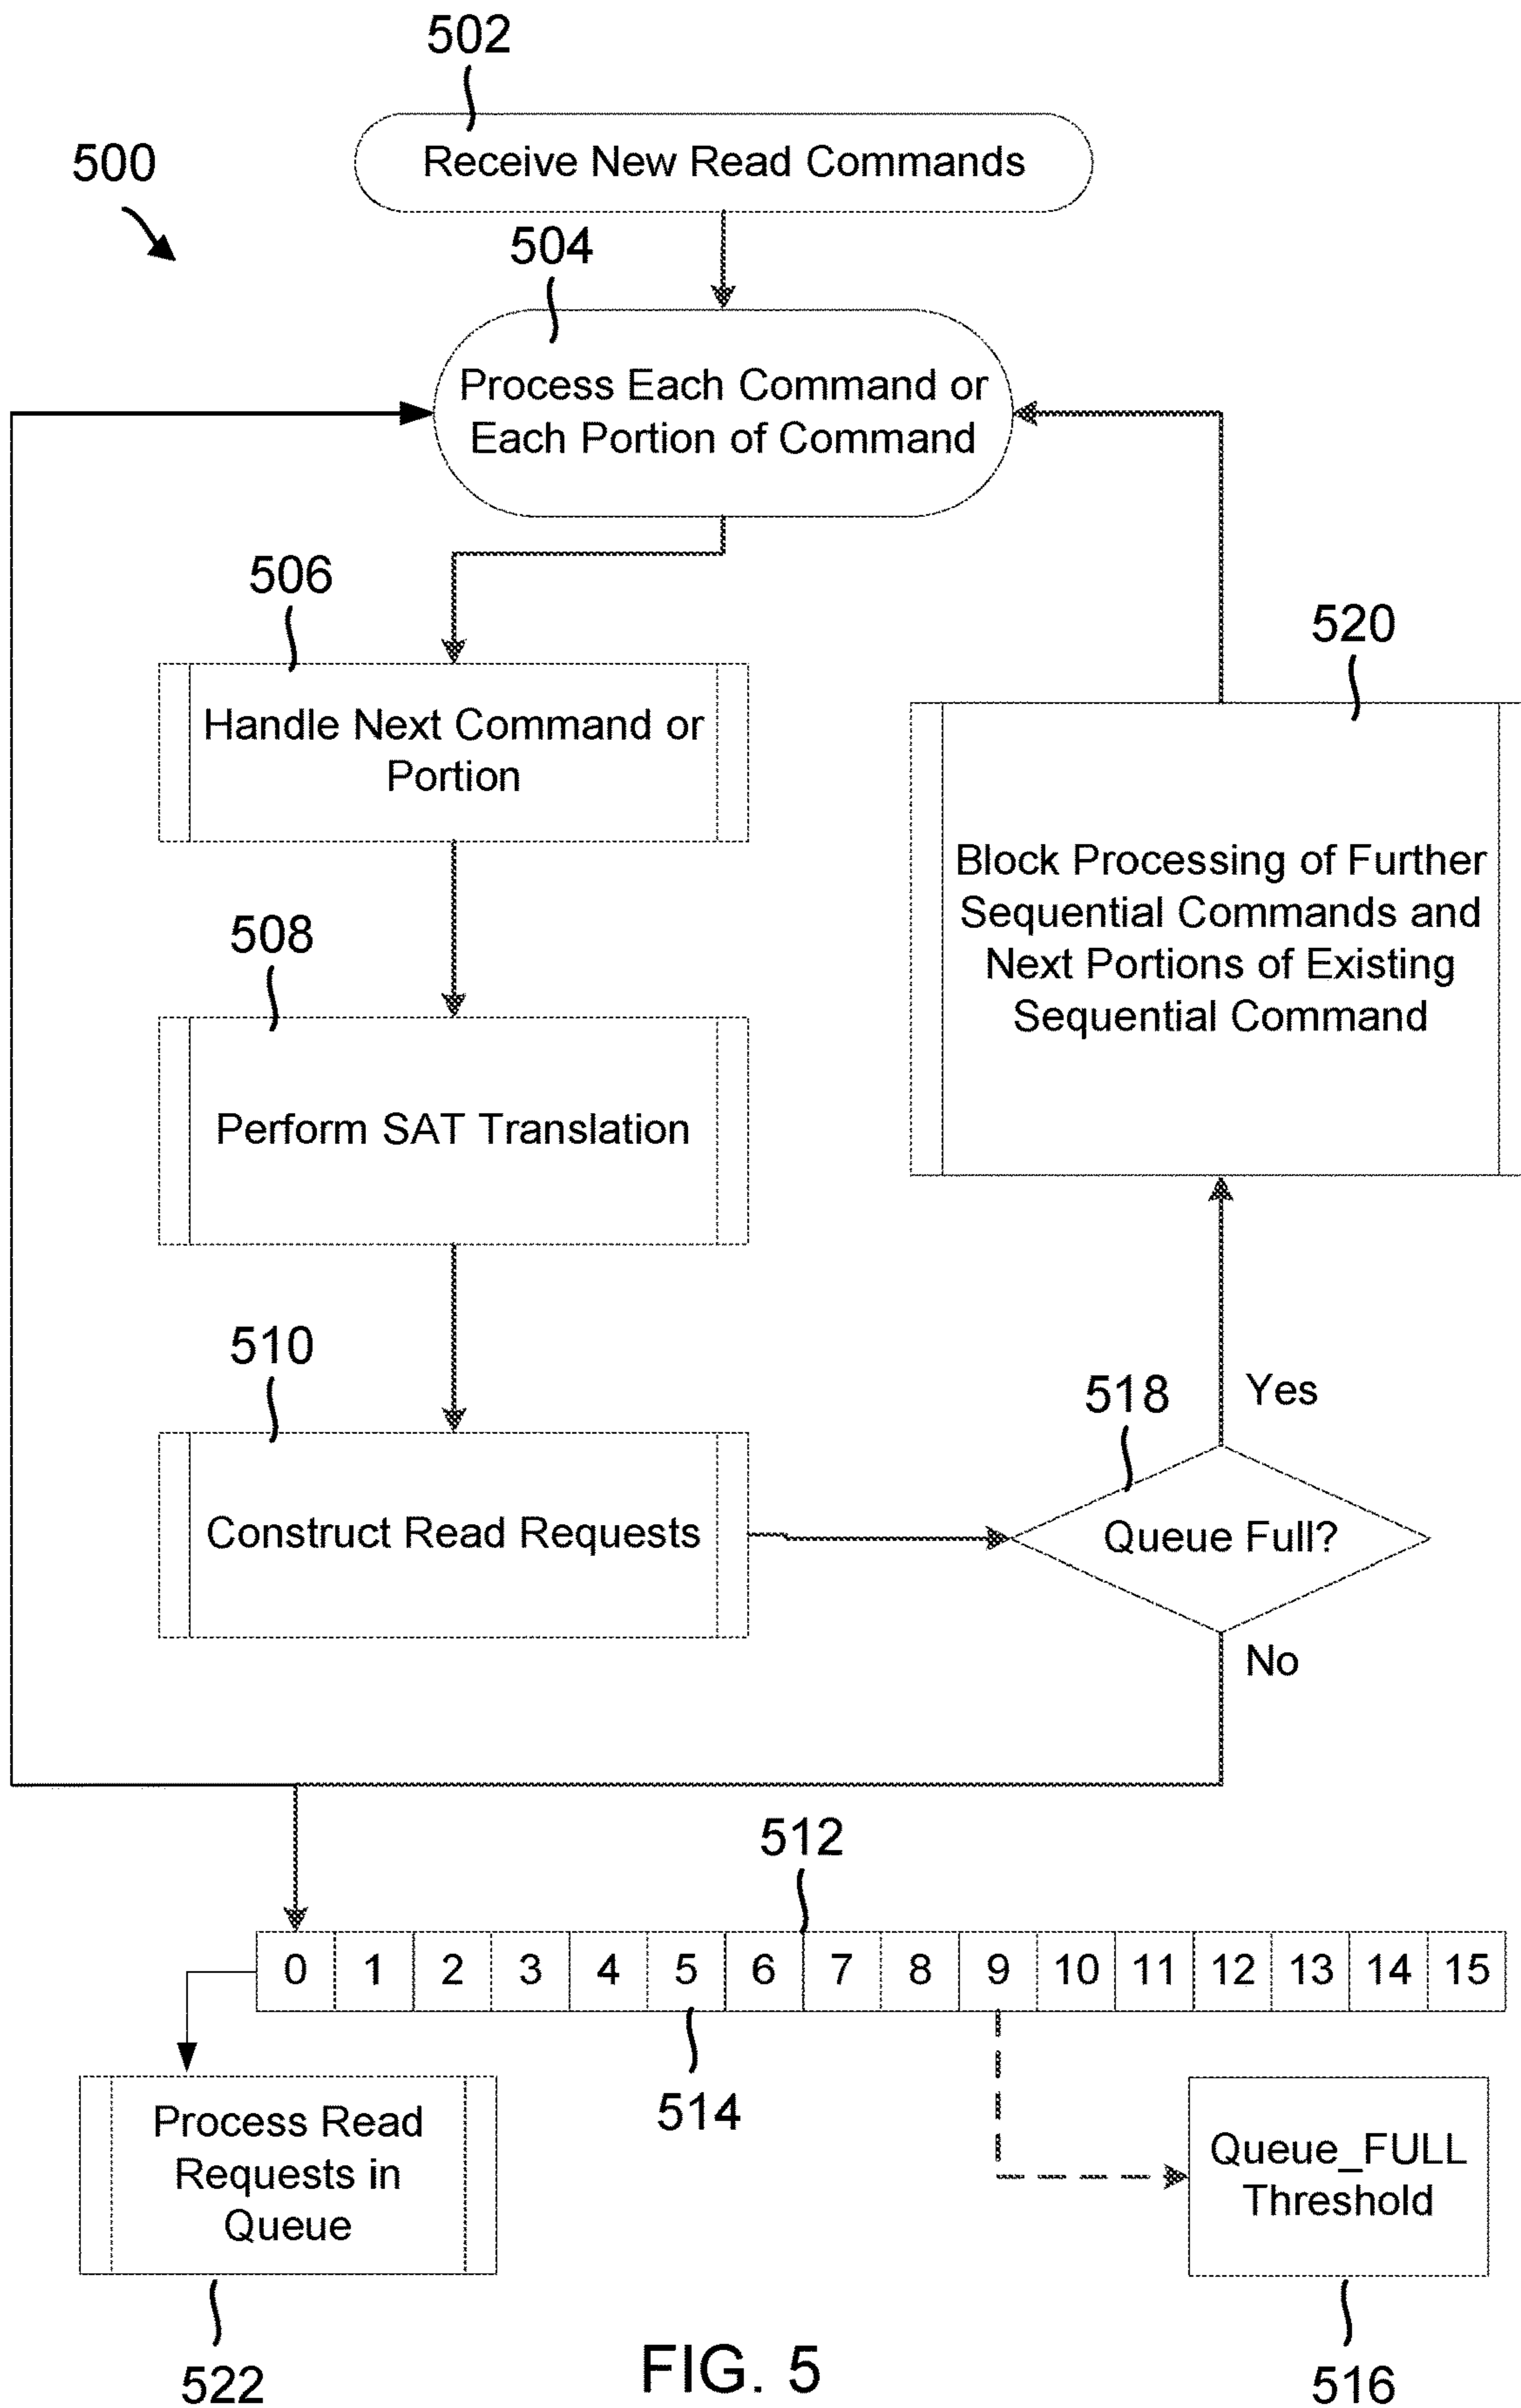 502
500
Receive New Read Commands
504
Process Each Command or
Each Portion of Command
506
Handle Next Command or
Portion
520
Block Processing of Further
Sequential Commands and
Next Portions of Existing
Sequential Command
508
Perform SAT Translation
510
Construct Read Requests
518
Yes
Queue Full?
No
512
0 1 2 3 4 5 6 7 8 9 10 11 12 13 14 15
514
Process Read
Requests in
Queue
Queue_FULL
Threshold
522
516
FIG. 5